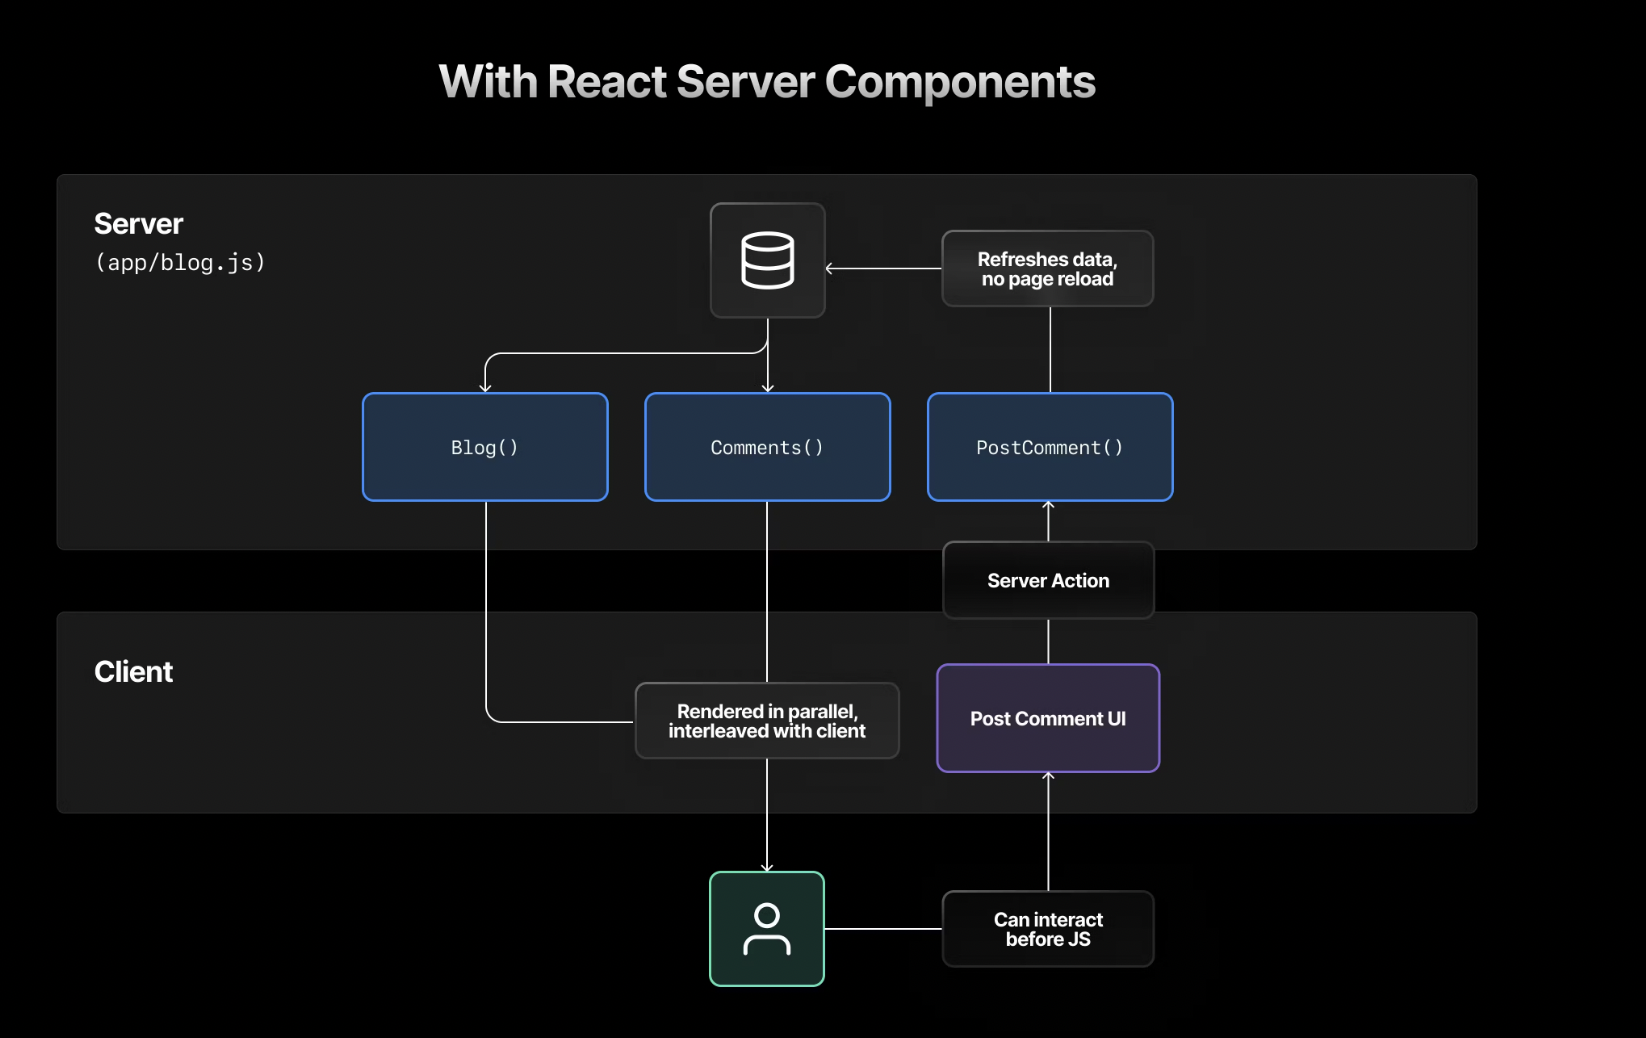 With React Server Components
Server
(app/blog.js)
Refreshes data,
no page reload
Blog()
Comments()
PostComment()
Server Action
Client
Rendered in parallel,
interleaved with client
Post Comment UI
Can interact
before JS